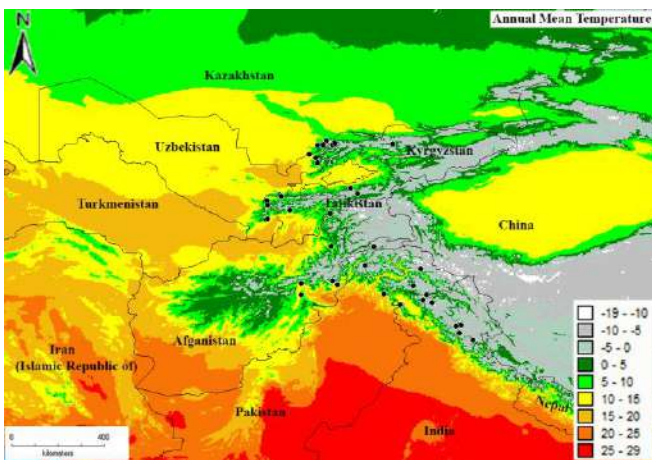 N
Annual Mean Temperature
Kazakhstan
Uzbekistan
Kyrgyzstan
Turkmenistan
Tajikistan
China
Afganistan
Iran
(Islamic Republic of)
Pakistan
India
Nepal
-19 - -10
-10 - -5
-5 - 0
0 - 5
5 - 10
10 - 15
15 - 20
20 - 25
25 - 29
0 400
kilometers